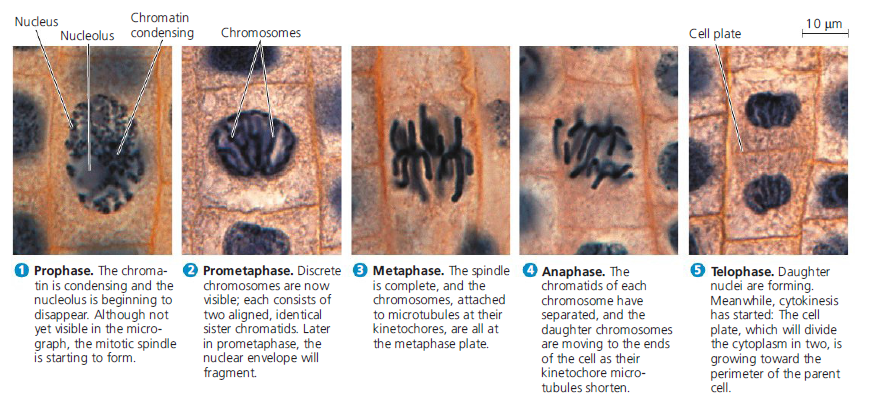 Nucleus
Nucleolus
Chromatin
condensing
Chromosomes
Cell plate
10 µm
1 Prophase. The chroma-
tin is condensing and the
nucleolus is beginning to
disappear. Although not
yet visible in the micro-
graph, the mitotic spindle
is starting to form.
2 Prometaphase. Discrete
chromosomes are now
visible; each consists of
two aligned, identical
sister chromatids. Later
in prometaphase, the
nuclear envelope will
fragment.
3 Metaphase. The spindle
is complete, and the
chromosomes, attached
to microtubules at their
kinetochores, are all at
the metaphase plate.
4 Anaphase. The
chromatids of each
chromosome have
separated, and the
daughter chromosomes
are moving to the ends
of the cell as their
kinetochore micro-
tubules shorten.
5 Telophase. Daughter
nuclei are forming.
Meanwhile, cytokinesis
has started: The cell
plate, which will divide
the cytoplasm in two, is
growing toward the
perimeter of the parent
cell.